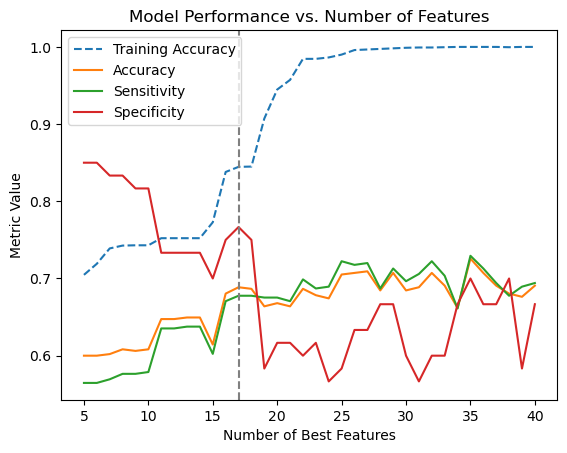 Model Performance vs. Number of Features
Training Accuracy
Accuracy
Sensitivity
Specificity
Metric Value
1.0
0.9
0.8
0.7
0.6
5 10 15 20 25 30 35 40
Number of Best Features